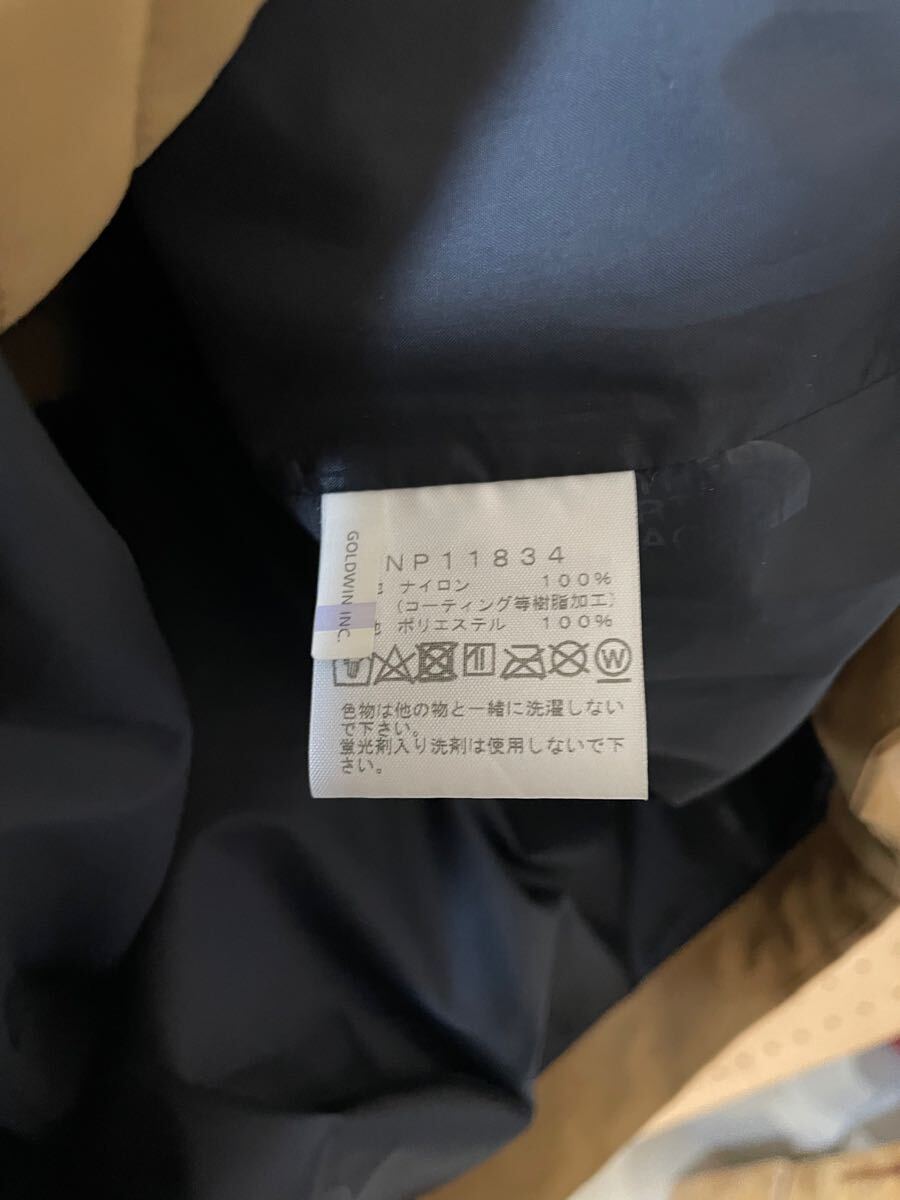 GOLDWIN INC.
NP11834
ナイロン 100%
(コーティング等樹脂加工)
地 ポリエステル 100%
W
色物は他の物と一緒に洗濯しない
で下さい。
蛍光剤入り洗剤は使用しないで下
さい。